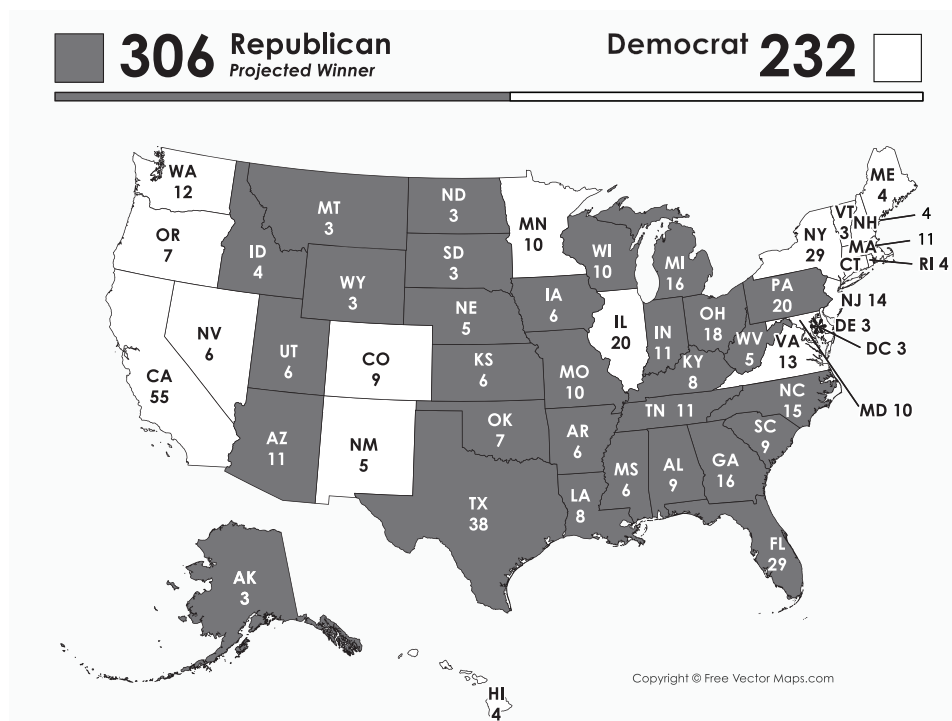 306 Republican
Projected Winner
Democrat 232
WA
12
OR
7
CA
55
NV
6
ID
4
MT
3
WY
3
UT
6
AZ
11
CO
9
NM
5
ND
3
SD
3
NE
5
KS
6
OK
7
TX
38
MN
10
IA
6
MO
10
AR
6
LA
8
WI
10
IL
20
MI
16
IN
11
OH
18
KY
8
TN 11
MS
6
AL
9
GA
16
FL
29
SC
9
NC
15
VA
13
WV
5
PA
20
NY
29
VT
3
NH 4
ME
4
MA 11
CT
RI 4
NJ 14
DE 3
DC 3
MD 10
AK
3
HI
4
Copyright © Free Vector Maps.com